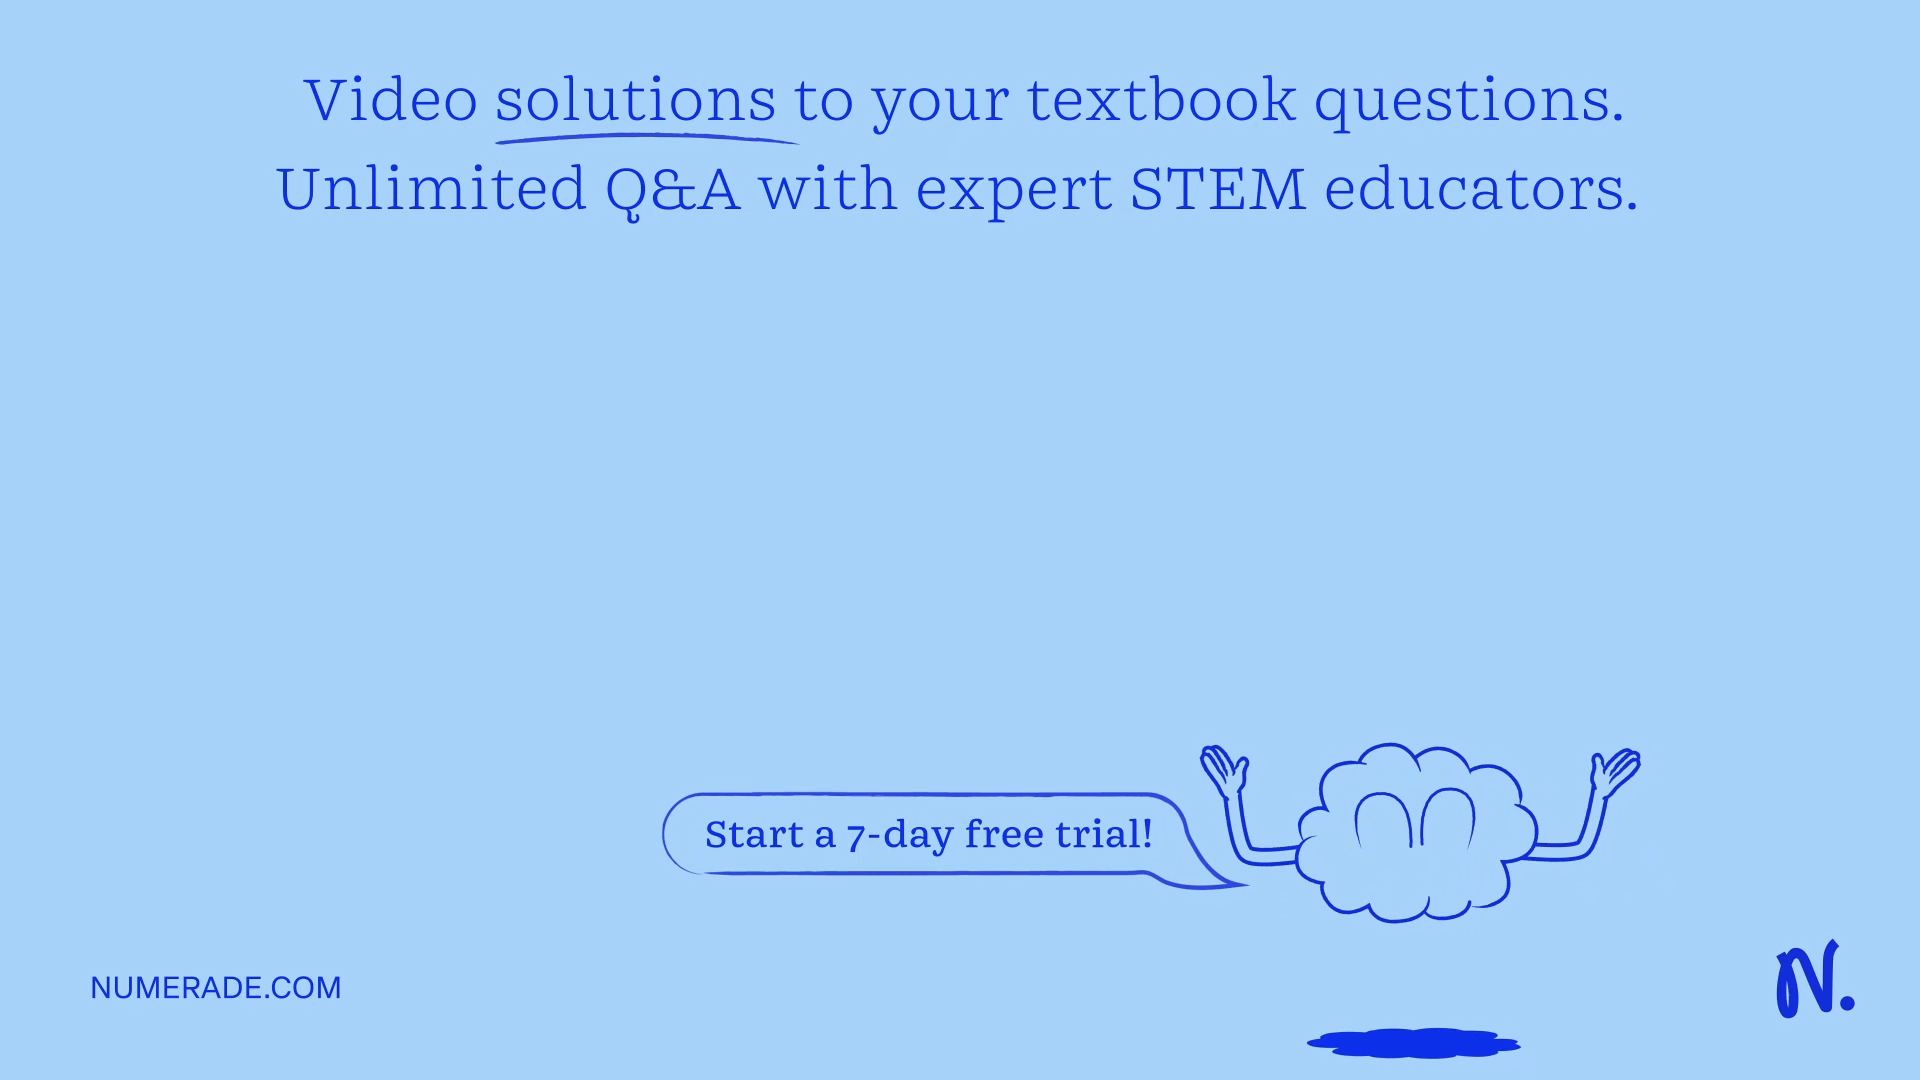 Video solutions to your textbook questions.
Unlimited Q&A with expert STEM educators.
Start a 7-day free trial!
NUMERADE.COM
N.